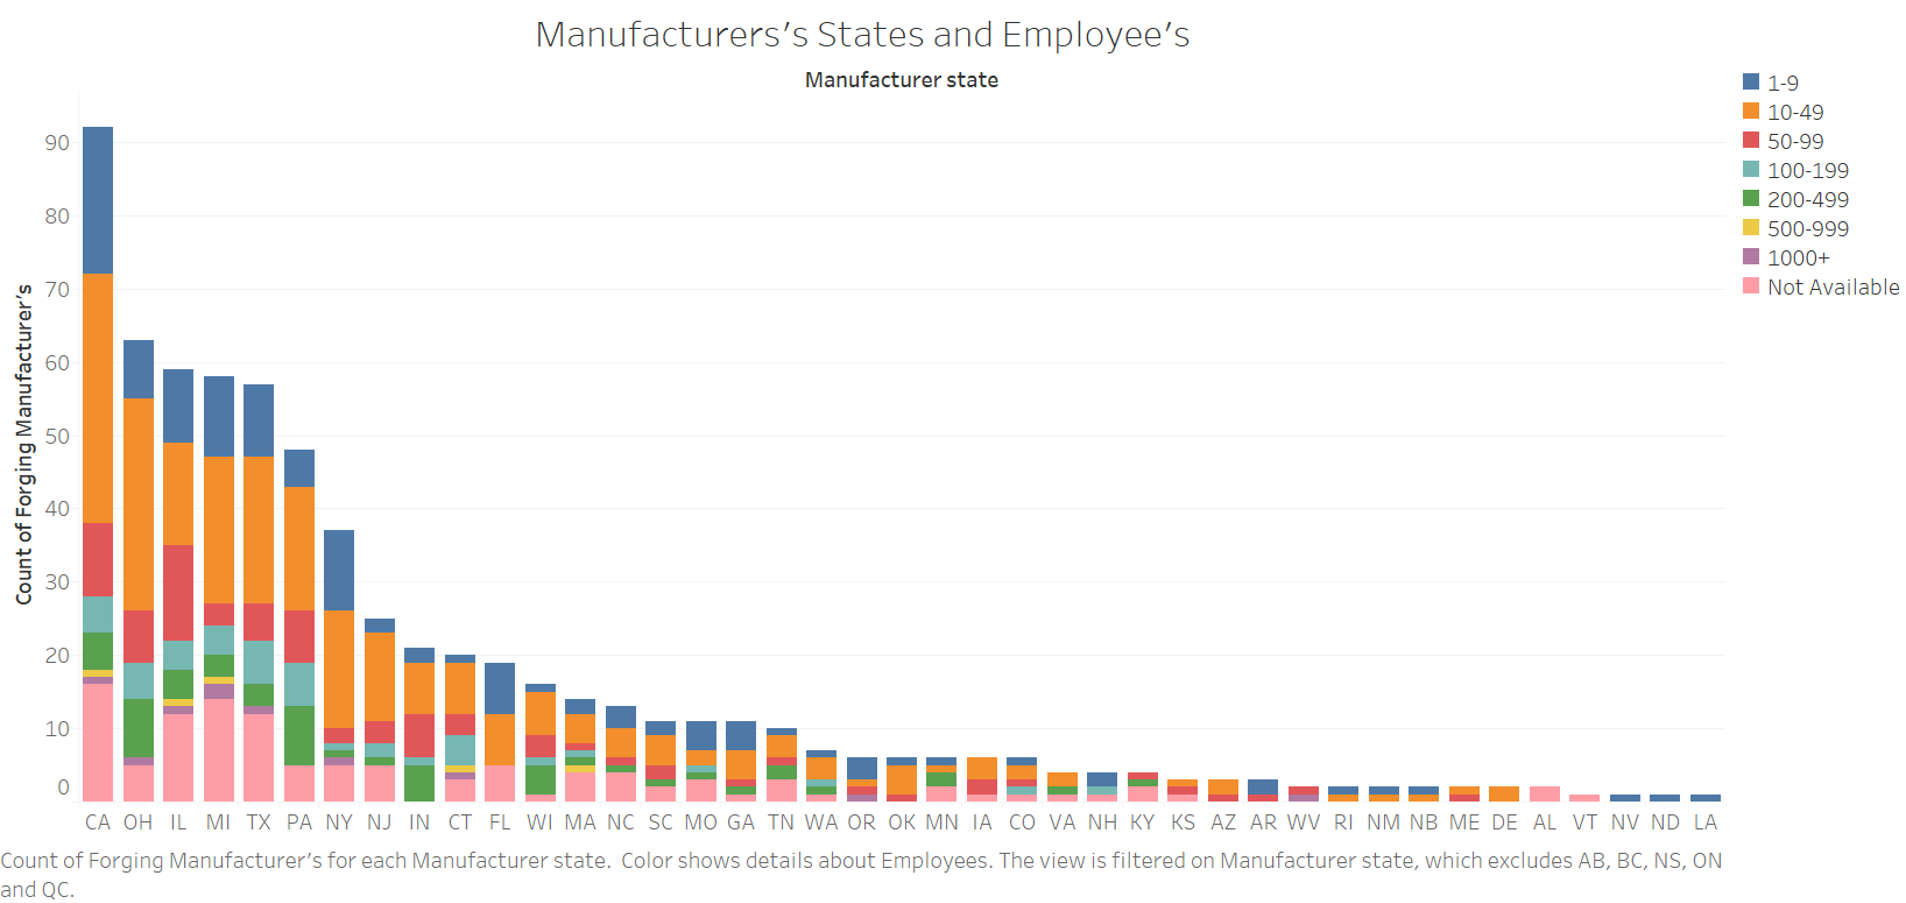 Manufacturers's States and Employee's
Manufacturer state
1-9
10-49
50-99
100-199
200-499
500-999
1000+
Not Available
Count of Forging Manufacturer's
90
80
70
60
50
40
30
20
10
0
CA OH IL MI TX PA NY NJ IN CT FL WI MA NC SC MO GA TN WA OR OK MN IA CO VA NH KY KS AZ AR WV RI NM NB ME DE AL VT NV ND LA
Count of Forging Manufacturer's for each Manufacturer state. Color shows details about Employees. The view is filtered on Manufacturer state, which excludes AB, BC, NS, ON
and QC.